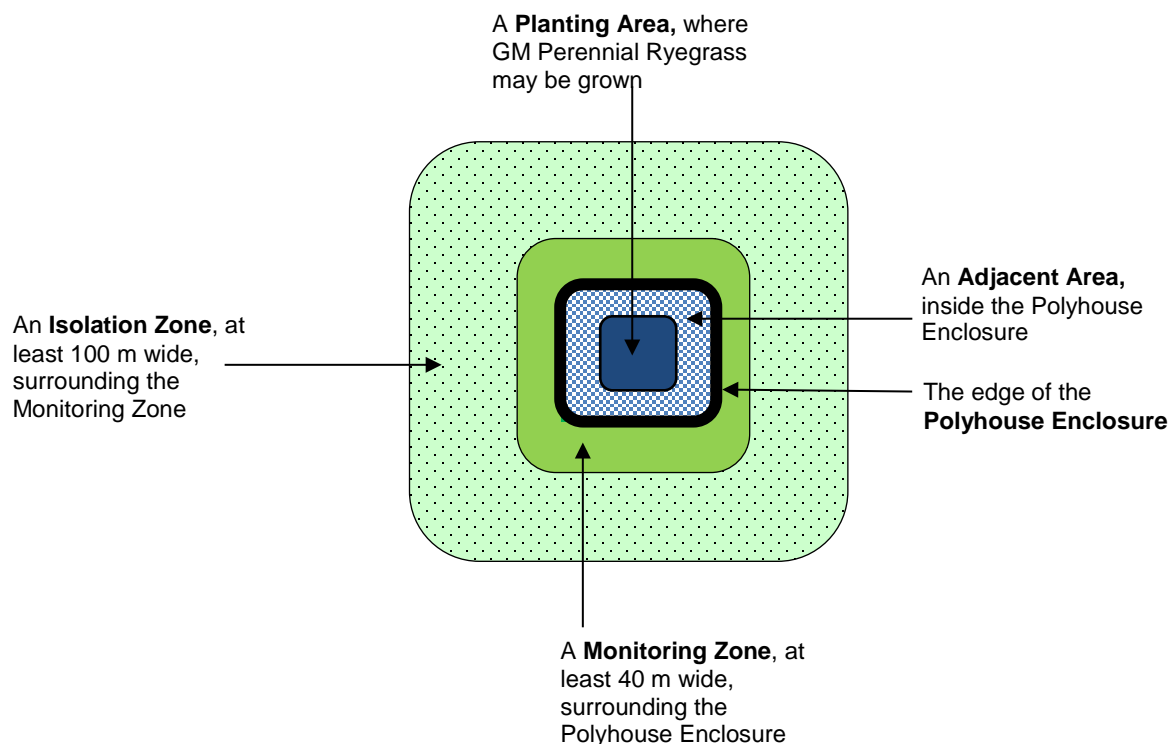 A Planting Area, where
GM Perennial Ryegrass
may be grown
An Adjacent Area,
inside the Polyhouse
Enclosure
An Isolation Zone, at
least 100 m wide,
surrounding the
Monitoring Zone
The edge of the
Polyhouse Enclosure
A Monitoring Zone, at
least 40 m wide,
surrounding the
Polyhouse Enclosure